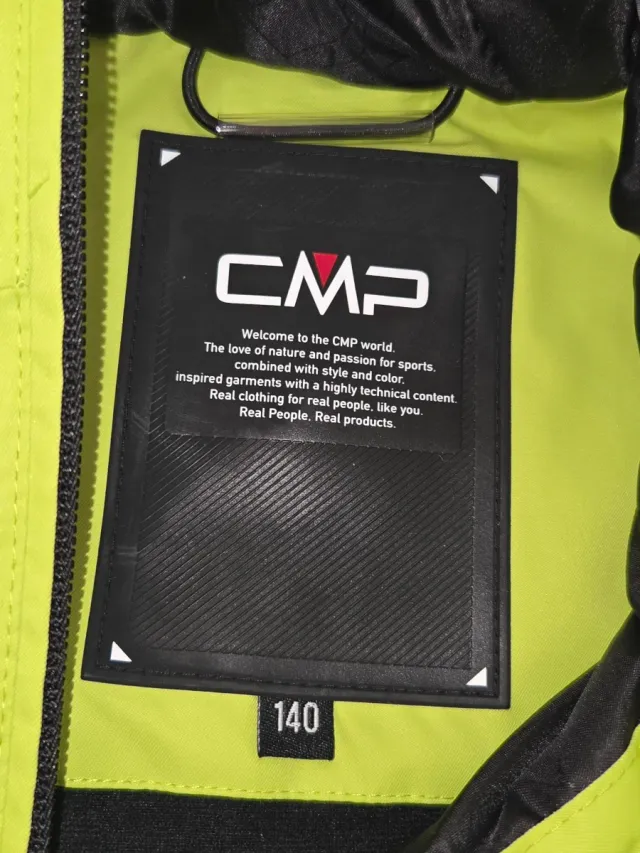 CMP
Welcome to the CMP world.
The love of nature and passion for sports.
combined with style and color.
inspired garments with a highly technical content.
Real clothing for real people. like you.
Real People. Real products.
140